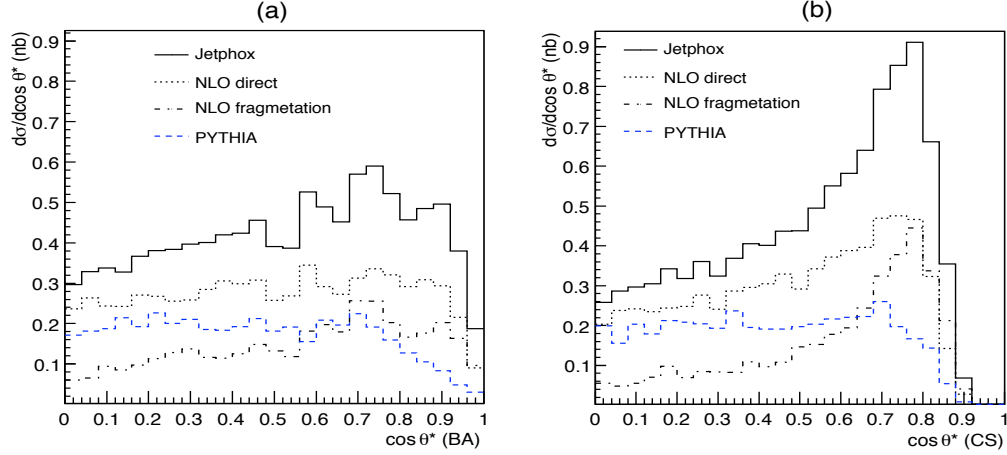 (a)
dσ/dcos θ* (nb)
0.9
0.8
0.7
0.6
0.5
0.4
0.3
0.2
0.1
Jetphox
NLO direct
NLO fragmetation
PYTHIA
0 0.1 0.2 0.3 0.4 0.5 0.6 0.7 0.8 0.9 1
cos θ* (BA)
(b)
dσ/dcos θ* (nb)
0.9
0.8
0.7
0.6
0.5
0.4
0.3
0.2
0.1
Jetphox
NLO direct
NLO fragmetation
PYTHIA
0 0.1 0.2 0.3 0.4 0.5 0.6 0.7 0.8 0.9 1
cos θ* (CS)